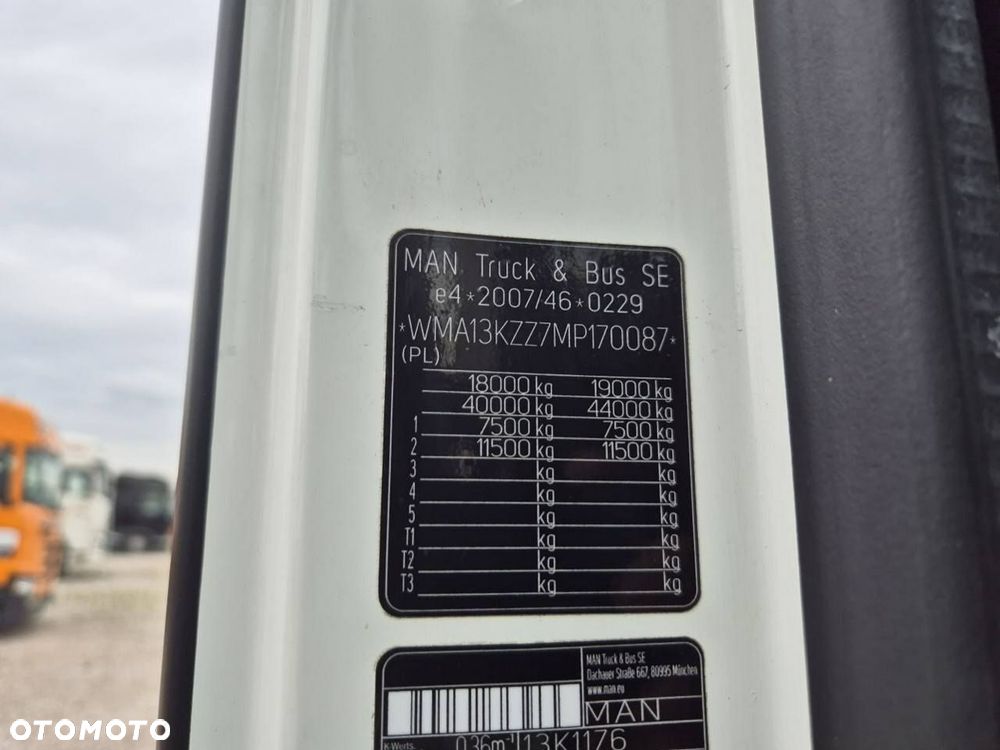 MAN Truck & Bus SE
e4*2007/46*0229
*WMA13KZZ7MP170087*
(PL)
18000 kg 19000 kg
40000 kg 44000 kg
1 7500 kg 7500 kg
2 11500 kg 11500 kg
3 kg kg
4 kg kg
5 kg kg
T1 kg kg
T2 kg kg
T3 kg kg
MAN Truck & Bus SE
Dachauer Straße 667, 80995 München
www.man.eu
MAN
K-Werts. 0.36m⁻¹ 13K1176
OTOMOTO